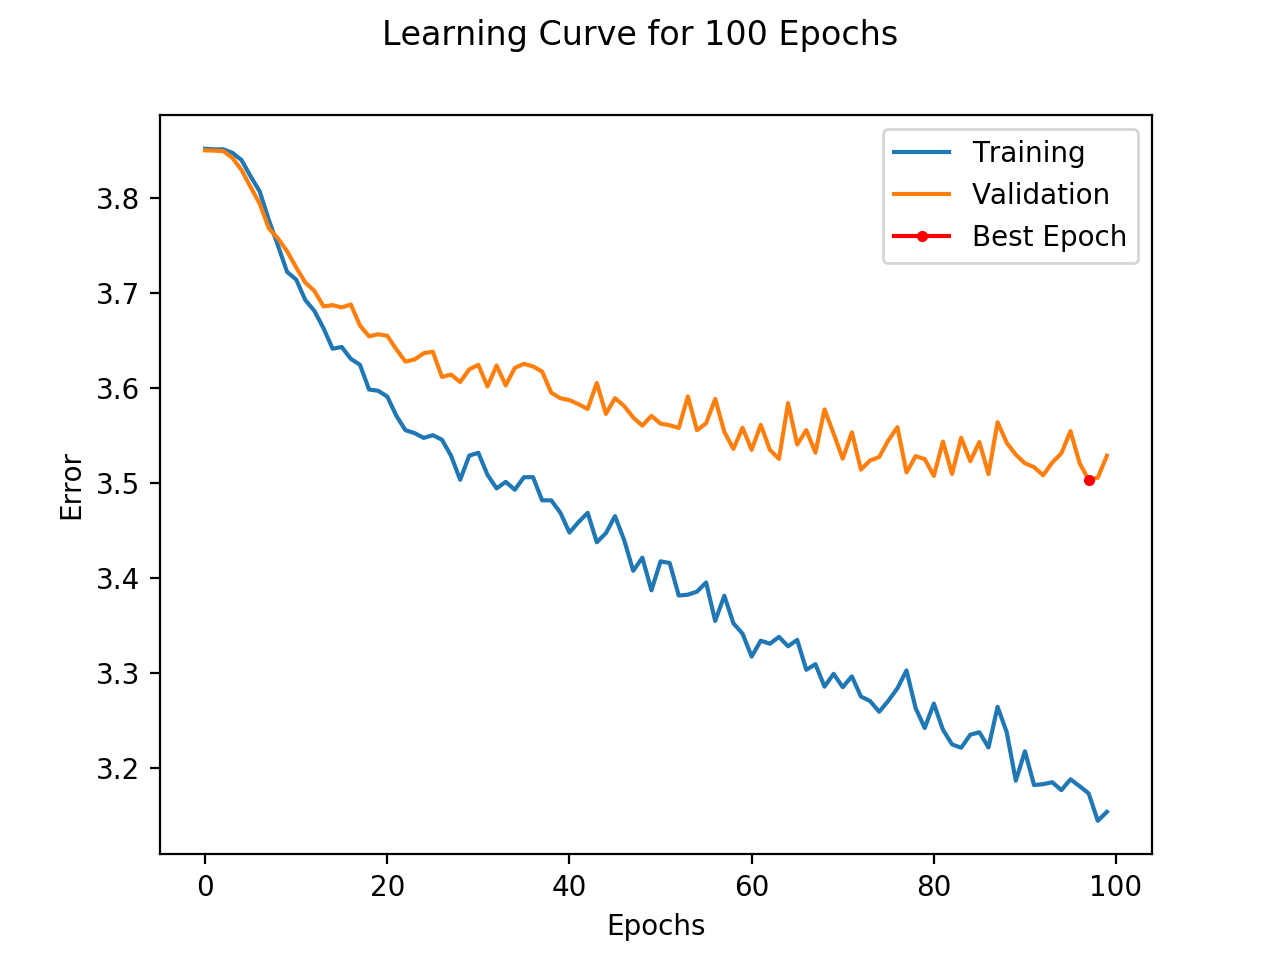 Learning Curve for 100 Epochs
Training
Validation
Best Epoch
3.8
3.7
3.6
3.5
3.4
3.3
3.2
Error
0 20 40 60 80 100
Epochs